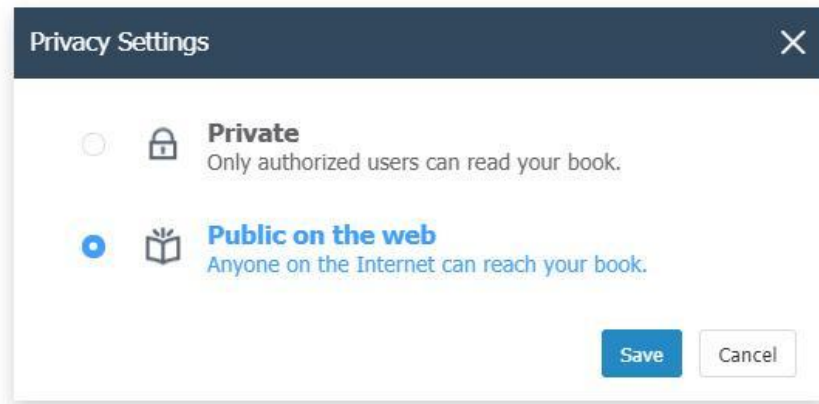 Privacy Settings
Private
Only authorized users can read your book.
Public on the web
Anyone on the Internet can reach your book.
Save Cancel